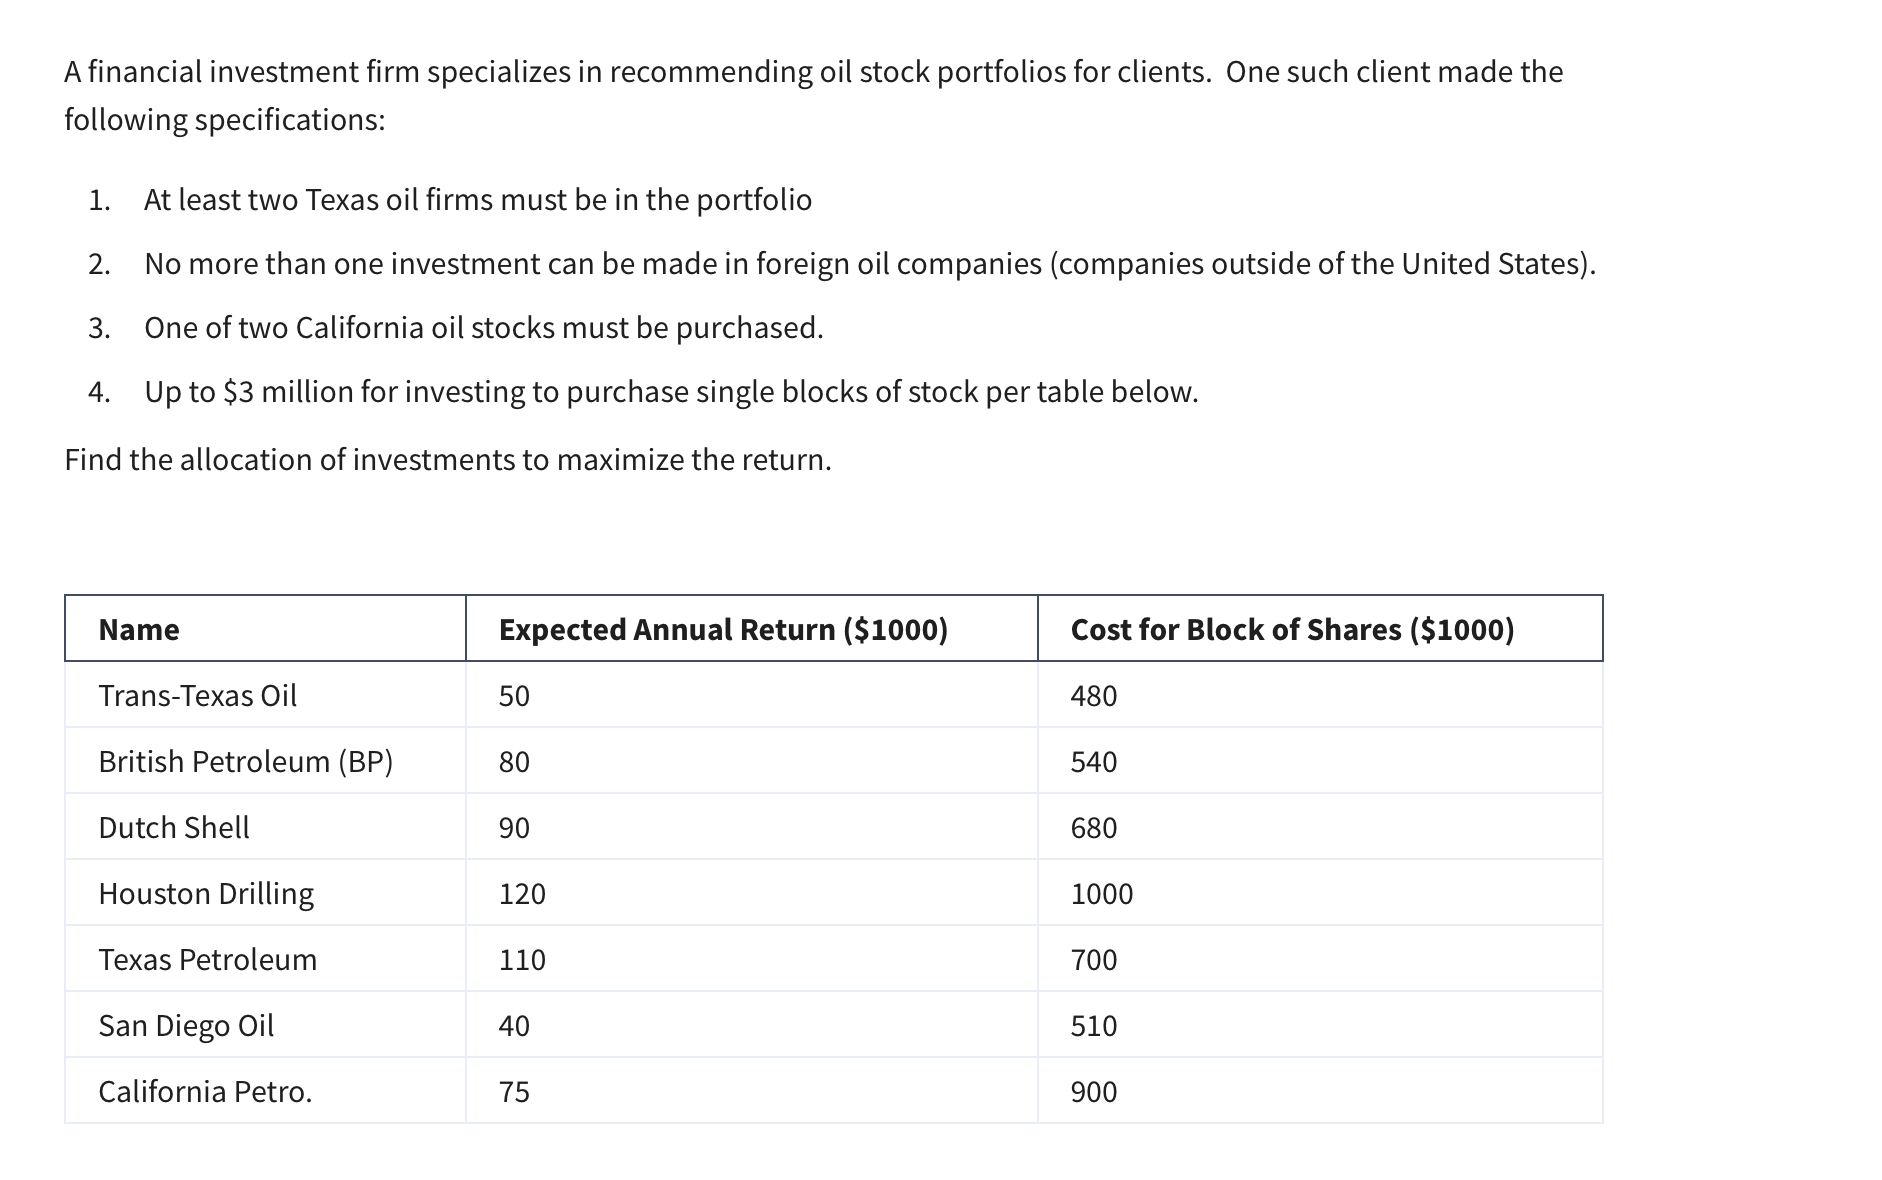 A financial investment firm specializes in recommending oil stock portfolios for clients.  One such client made the
following specifications:
1. At least two Texas oil firms must be in the portfolio
2. No more than one investment can be made in foreign oil companies (companies outside of the United States).
3. One of two California oil stocks must be purchased.
4. Up to $3 million for investing to purchase single blocks of stock per table below.
Find the allocation of investments to maximize the return.
Name Expected Annual Return ($1000) Cost for Block of Shares ($1000)
Trans-Texas Oil 50 480
British Petroleum (BP) 80 540
Dutch Shell 90 680
Houston Drilling 120 1000
Texas Petroleum 110 700
San Diego Oil 40 510
California Petro. 75 900